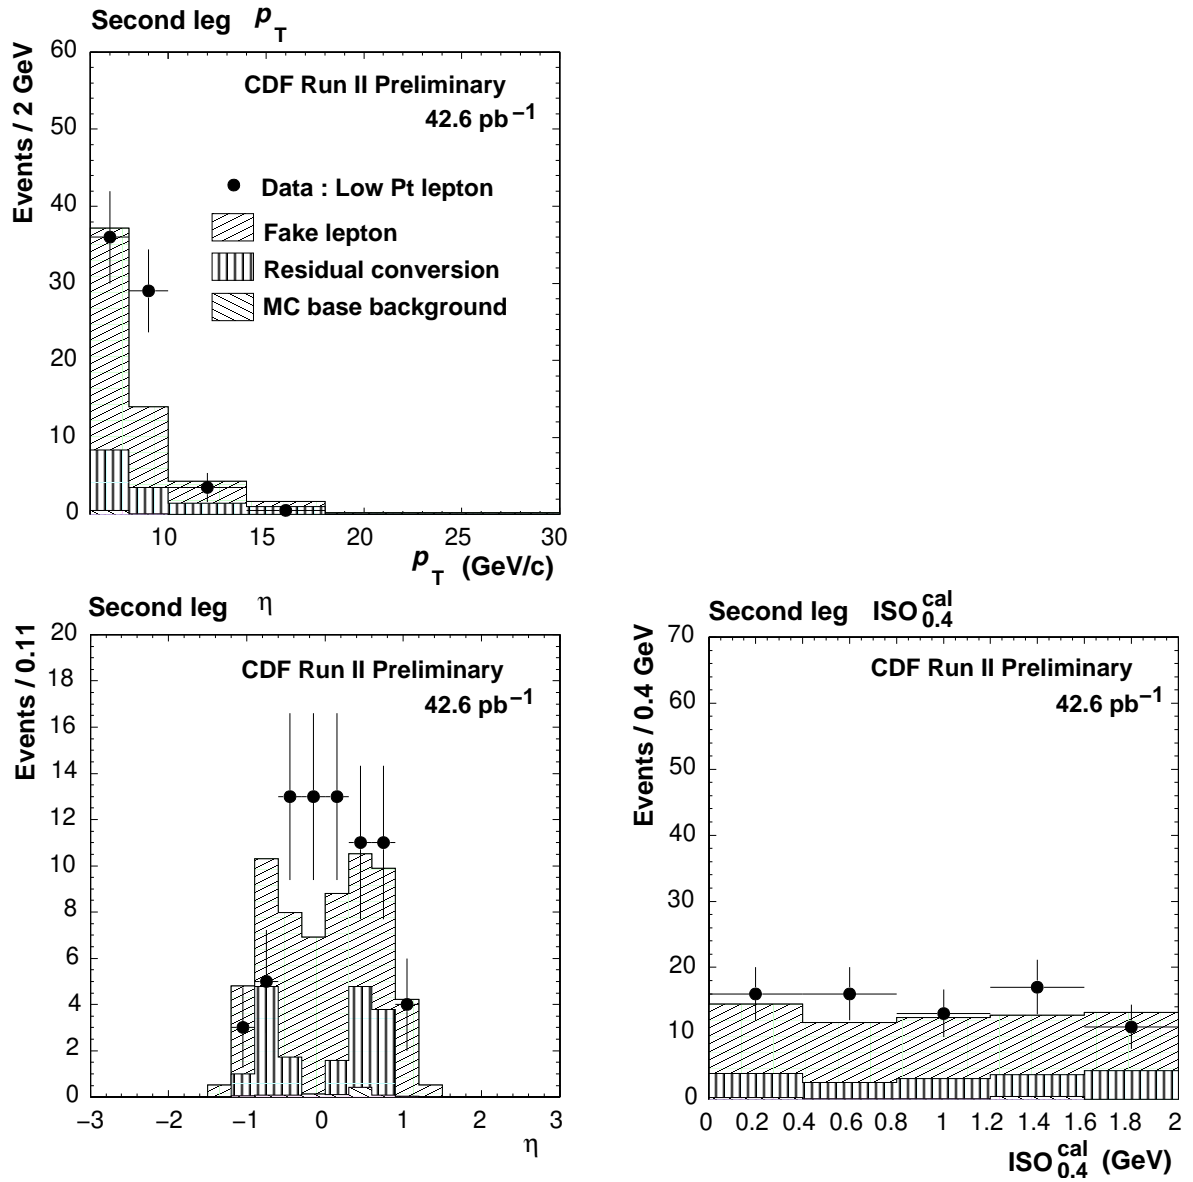 Second leg pT
Events / 2 GeV
60
50
40
30
20
10
0
CDF Run II Preliminary
42.6 pb−1
Data : Low Pt lepton
Fake lepton
Residual conversion
MC base background
10 15 20 25 30
pT (GeV/c)
Second leg η
Events / 0.11
20
18
16
14
12
10
8
6
4
2
0
CDF Run II Preliminary
42.6 pb−1
−3 −2 −1 0 1 2 3
η
Second leg ISO cal 0.4
Events / 0.4 GeV
70
60
50
40
30
20
10
0
CDF Run II Preliminary
42.6 pb−1
0 0.2 0.4 0.6 0.8 1 1.2 1.4 1.6 1.8 2
ISO cal 0.4 (GeV)